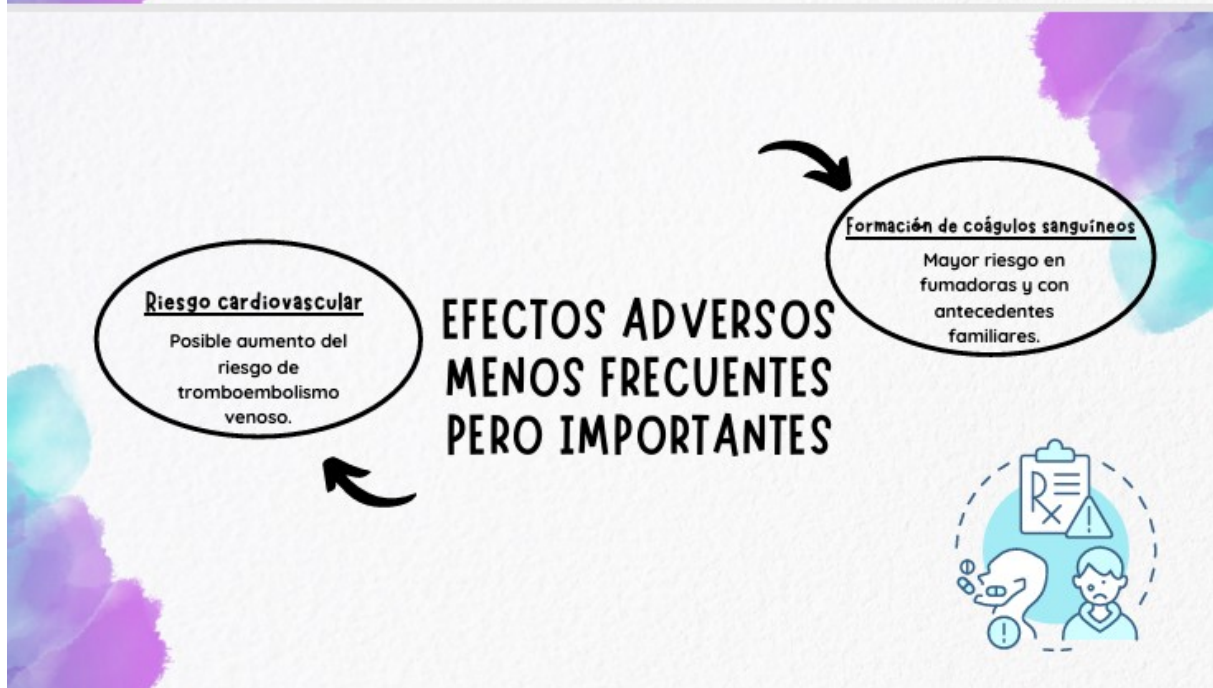 EFECTOS ADVERSOS
MENOS FRECUENTES
PERO IMPORTANTES
Riesgo cardiovascular
Posible aumento del
riesgo de
tromboembolismo
venoso.
Formación de coágulos sanguíneos
Mayor riesgo en
fumadoras y con
antecedentes
familiares.
Rx